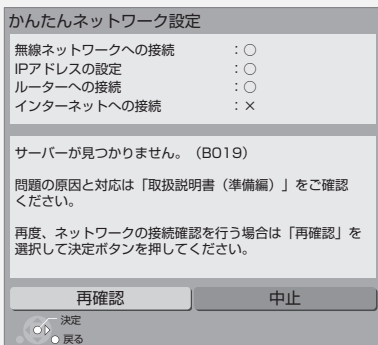 かんたんネットワーク設定
無線ネットワークへの接続 ：○
IPアドレスの設定 ：○
ルーターへの接続 ：○
インターネットへの接続 ：×
サーバーが見つかりません。（B019）
問題の原因と対応は「取扱説明書（準備編）」をご確認
ください。
再度、ネットワークの接続確認を行う場合は「再確認」を
選択して決定ボタンを押してください。
再確認 中止
決定
戻る